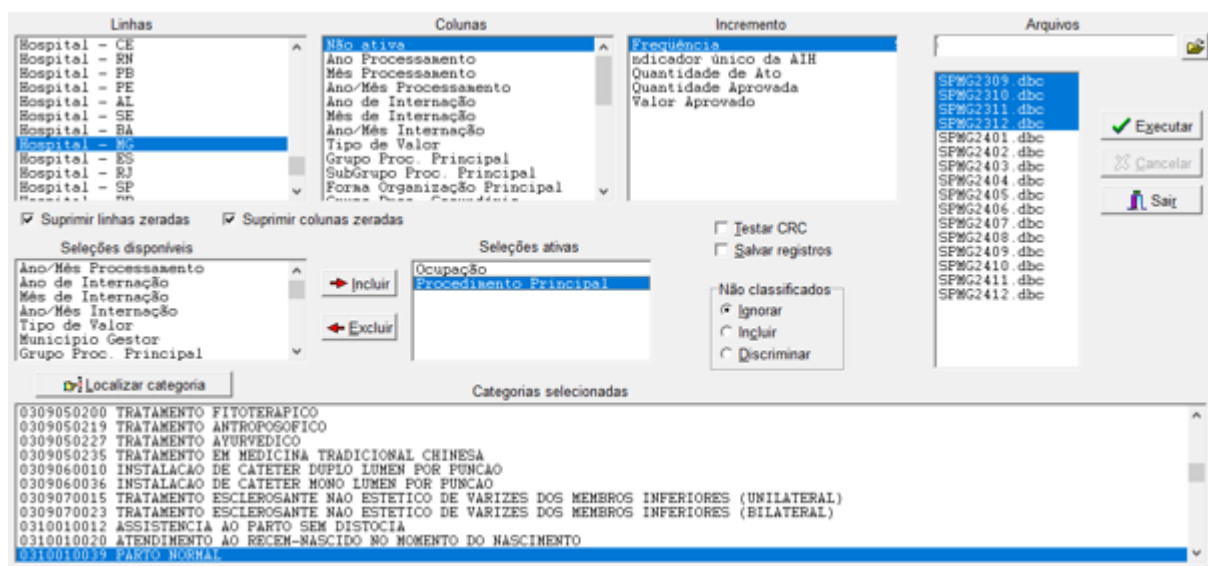 Linhas
Hospital - CE
Hospital - RN
Hospital - PB
Hospital - PE
Hospital - AL
Hospital - SE
Hospital - BA
Hospital - MG
Hospital - ES
Hospital - RJ
Hospital - SP
Colunas
Não ativa
Ano Processamento
Mês Processamento
Ano/Mês Processamento
Ano de Internação
Mês de Internação
Ano/Mês Internação
Tipo de Valor
Grupo Proc. Principal
SubGrupo Proc. Principal
Forma Organização Principal
Incremento
Freqüência
ndicador único da AIH
Quantidade de Ato
Quantidade Aprovada
Valor Aprovado
Arquivos
SPMG2309.dbc
SPMG2310.dbc
SPMG2311.dbc
SPMG2312.dbc
SPMG2401.dbc
SPMG2402.dbc
SPMG2403.dbc
SPMG2404.dbc
SPMG2405.dbc
SPMG2406.dbc
SPMG2407.dbc
SPMG2408.dbc
SPMG2409.dbc
SPMG2410.dbc
SPMG2411.dbc
SPMG2412.dbc
Executar
Cancelar
Sair
Suprimir linhas zeradas
Suprimir colunas zeradas
Testar CRC
Salvar registros
Seleções disponíveis
Ano/Mês Processamento
Ano de Internação
Mês de Internação
Ano/Mês Internação
Tipo de Valor
Município Gestor
Grupo Proc. Principal
Incluir
Excluir
Seleções ativas
Ocupação
Procedimento Principal
Não classificados
Ignorar
Incluir
Discriminar
Localizar categoria
Categorias selecionadas
0309050200 TRATAMENTO FITOTERAPICO
0309050219 TRATAMENTO ANTROPOSOFICO
0309050227 TRATAMENTO AYURVEDICO
0309050235 TRATAMENTO EM MEDICINA TRADICIONAL CHINESA
0309060010 INSTALACAO DE CATETER DUPLO LUMEN POR PUNCAO
0309060036 INSTALACAO DE CATETER MONO LUMEN POR PUNCAO
0309070015 TRATAMENTO ESCLEROSANTE NAO ESTETICO DE VARIZES DOS MEMBROS INFERIORES (UNILATERAL)
0309070023 TRATAMENTO ESCLEROSANTE NAO ESTETICO DE VARIZES DOS MEMBROS INFERIORES (BILATERAL)
0310010012 ASSISTENCIA AO PARTO SEM DISTOCIA
0310010020 ATENDIMENTO AO RECEM-NASCIDO NO MOMENTO DO NASCIMENTO
0310010039 PARTO NORMAL